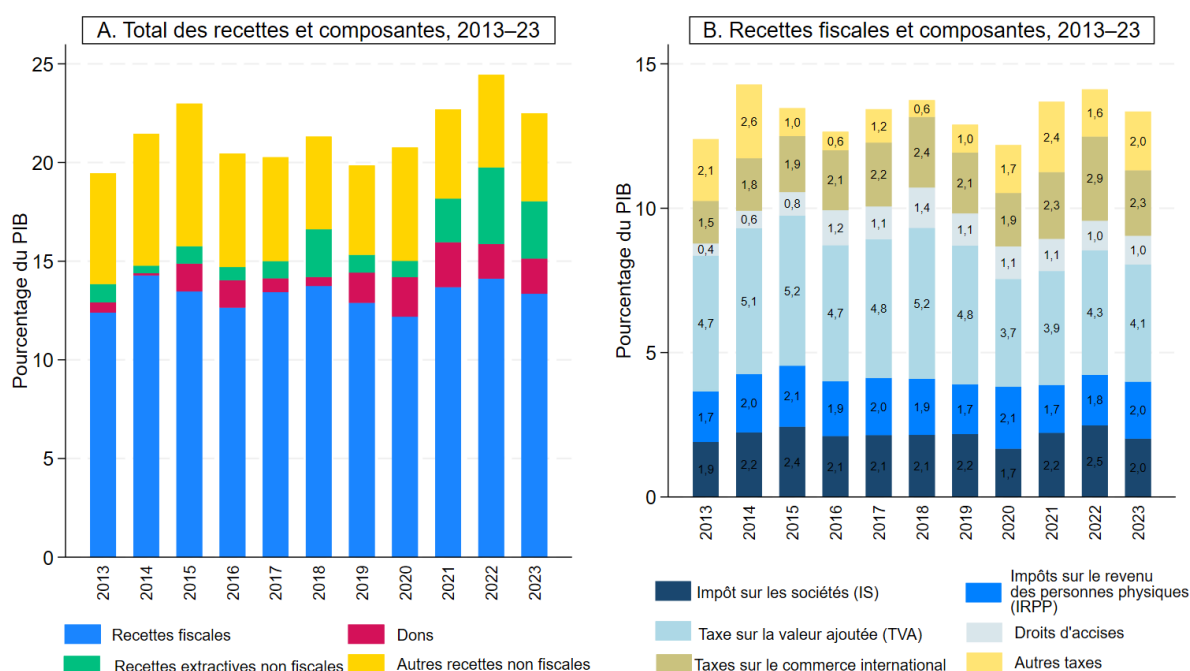 A. Total des recettes et composantes, 2013–23
Pourcentage du PIB
25
20
15
10
5
0
2013 2014 2015 2016 2017 2018 2019 2020 2021 2022 2023
Recettes fiscales
Dons
Recettes extractives non fiscales
Autres recettes non fiscales
B. Recettes fiscales et composantes, 2013–23
Pourcentage du PIB
15
10
5
0
2,1 2,6 1,0 0,6 1,2 0,6 1,0 1,7 2,4 1,6 2,0
1,5 1,8 1,9 2,1 2,2 2,4 2,1 1,9 2,3 2,9 2,3
0,4 0,6 0,8 1,2 1,1 1,4 1,1 1,1 1,1 1,0 1,0
4,7 5,1 5,2 4,7 4,8 5,2 4,8 3,7 3,9 4,3 4,1
1,7 2,0 2,1 1,9 2,0 1,9 1,7 2,1 1,7 1,8 2,0
1,9 2,2 2,4 2,1 2,1 2,1 2,2 1,7 2,2 2,5 2,0
2013 2014 2015 2016 2017 2018 2019 2020 2021 2022 2023
Impôt sur les sociétés (IS)
Impôts sur le revenu
des personnes physiques
(IRPP)
Taxe sur la valeur ajoutée (TVA)
Droits d'accises
Taxes sur le commerce international
Autres taxes